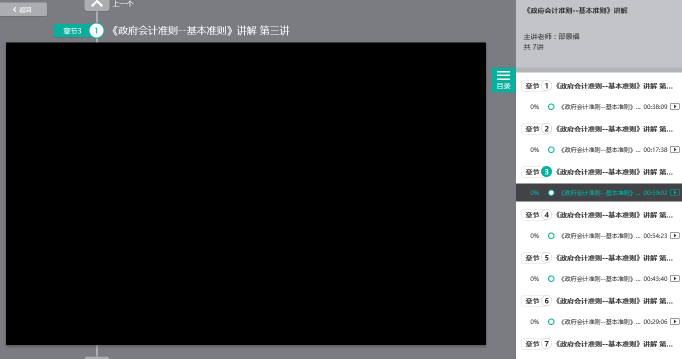 返回
上一个
章节3 1 《政府会计准则--基本准则》讲解 第三讲
目录
《政府会计准则--基本准则》讲解
主讲老师：邵景福
共 7讲
章节 1 《政府会计准则--基本准则》讲解 第...
0% 《政府会计准则--基本准则》... 00:38:09
章节 2 《政府会计准则--基本准则》讲解 第...
0% 《政府会计准则--基本准则》... 00:17:38
章节 3 《政府会计准则--基本准则》讲解 第...
0% 《政府会计准则--基本准则》...
章节 4 《政府会计准则--基本准则》讲解 第...
0% 《政府会计准则--基本准则》... 00:54:23
章节 5 《政府会计准则--基本准则》讲解 第...
0% 《政府会计准则--基本准则》... 00:43:40
章节 6 《政府会计准则--基本准则》讲解 第...
0% 《政府会计准则--基本准则》... 00:29:06
章节 7 《政府会计准则--基本准则》讲解 第...